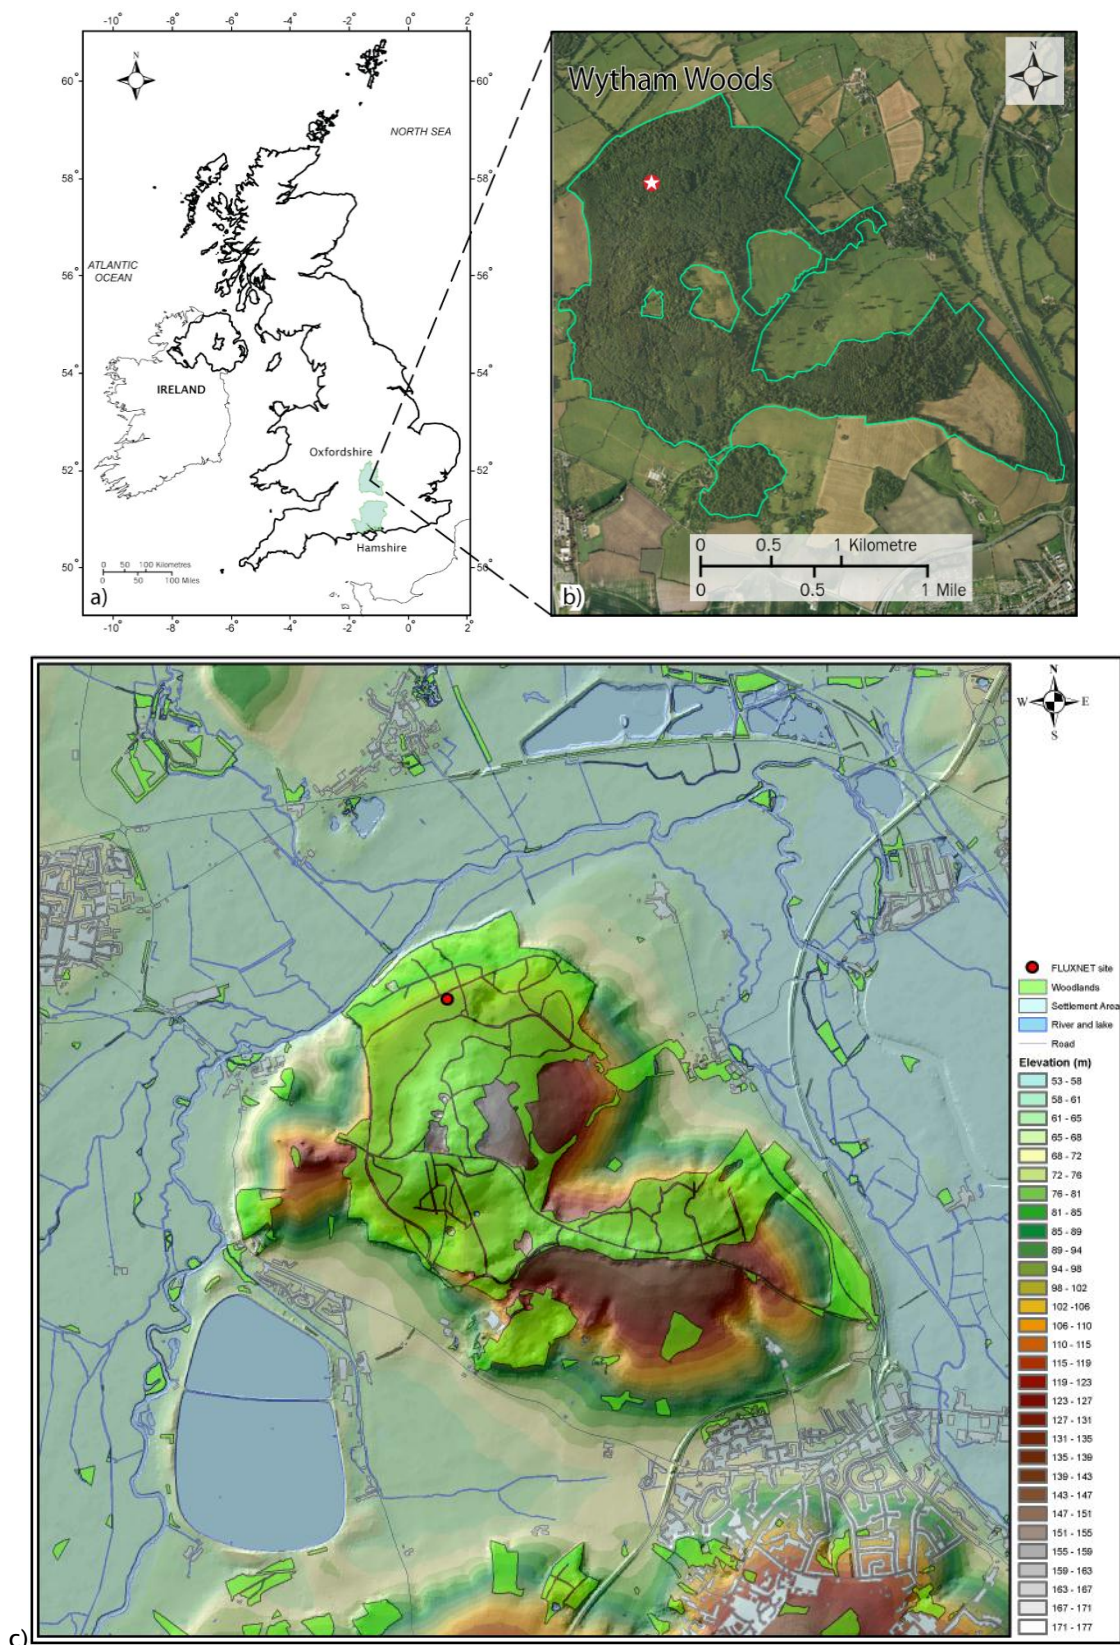 -10° -8° -6° -4° -2° 0° 2°
N
60° 60°
NORTH SEA
58° 58°
ATLANTIC
OCEAN
56° 56°
54° 54°
IRELAND
Oxfordshire
52° 52°
Hamshire
50° 50°
0 50 100 Kilometres
0 50 100 Miles
a)
-10° -8° -6° -4° -2° 0° 2°
Wytham Woods
N
0 0.5 1 Kilometre
0 0.5 1 Mile
b)
N
W E
S
FLUXNET site
Woodlands
Settlement Area
River and lake
Road
Elevation (m)
53 - 58
58 - 61
61 - 65
65 - 68
68 - 72
72 - 76
76 - 81
81 - 85
85 - 89
89 - 94
94 - 98
98 - 102
102 -106
106 - 110
110 - 115
115 - 119
119 - 123
123 - 127
127 - 131
131 - 135
135 - 139
139 - 143
143 - 147
147 - 151
151 - 155
155 - 159
159 - 163
163 - 167
167 - 171
171 - 177
c)